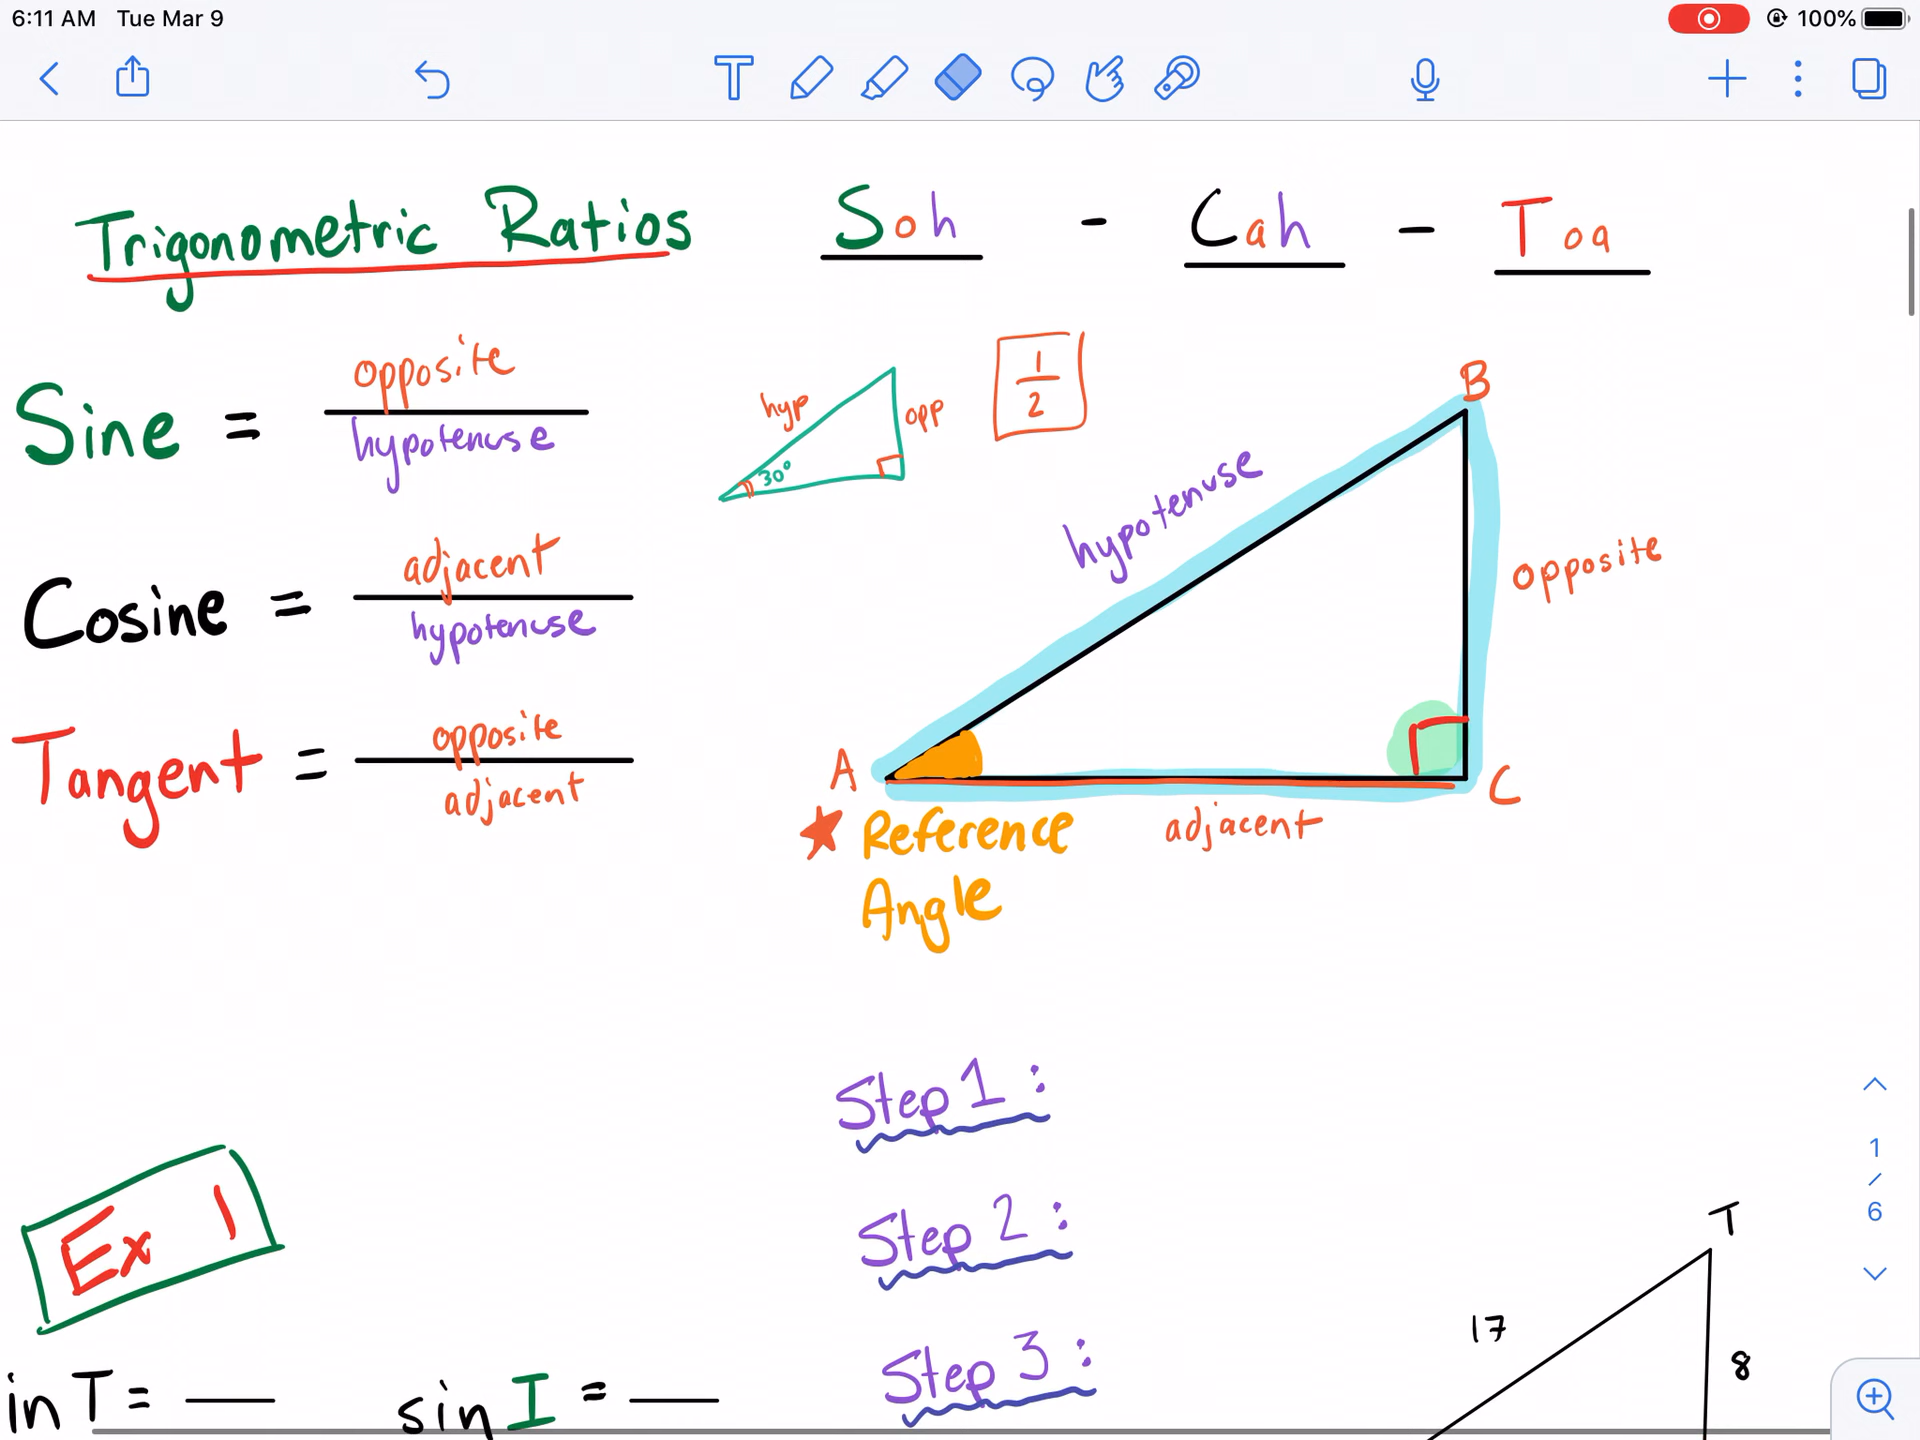 6:11 AM Tue Mar 9
100%
Trigonometric Ratios
Soh - Cah - Toa
Sine = opposite
hypotenuse
hyp
opp
30°
1
2
Cosine = adjacent
hypotenuse
Tangent = opposite
adjacent
B
hypotenuse
opposite
A
C
adjacent
Reference
Angle
Step 1 :
Step 2 :
Step 3 :
Ex 1
in T = 
sin I =
T
17
8
1
/
6